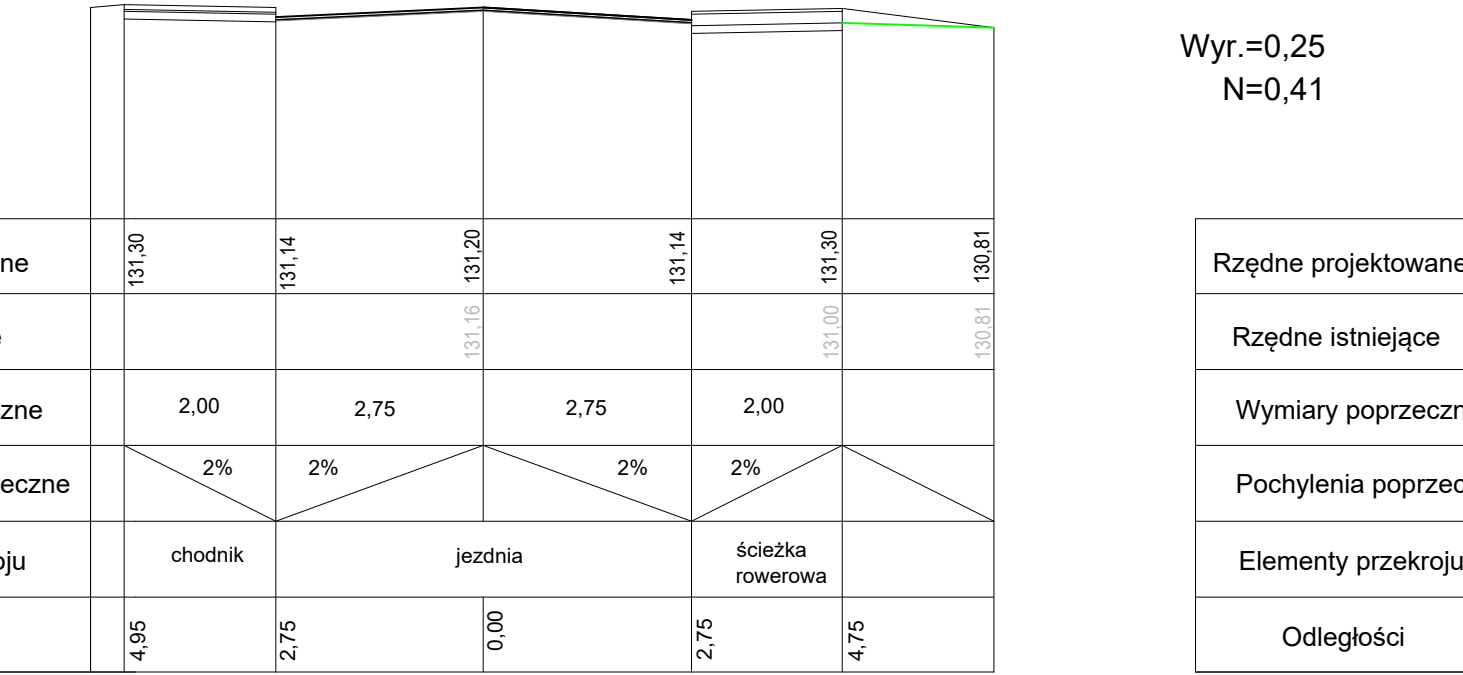 Wyr.=0,25
N=0,41
ne
131,30 131,14 131,20 131,14 131,30 130,81
Rzędne projektowane
e
131,16 131,00 130,81
Rzędne istniejące
zne
2,00 2,75 2,75 2,00
Wymiary poprzeczn
eczne
2% 2% 2% 2%
Pochylenia poprzec
oju
chodnik jezdnia ścieżka
rowerowa
Elementy przekroju
4,95 2,75 0,00 2,75 4,75
Odległości